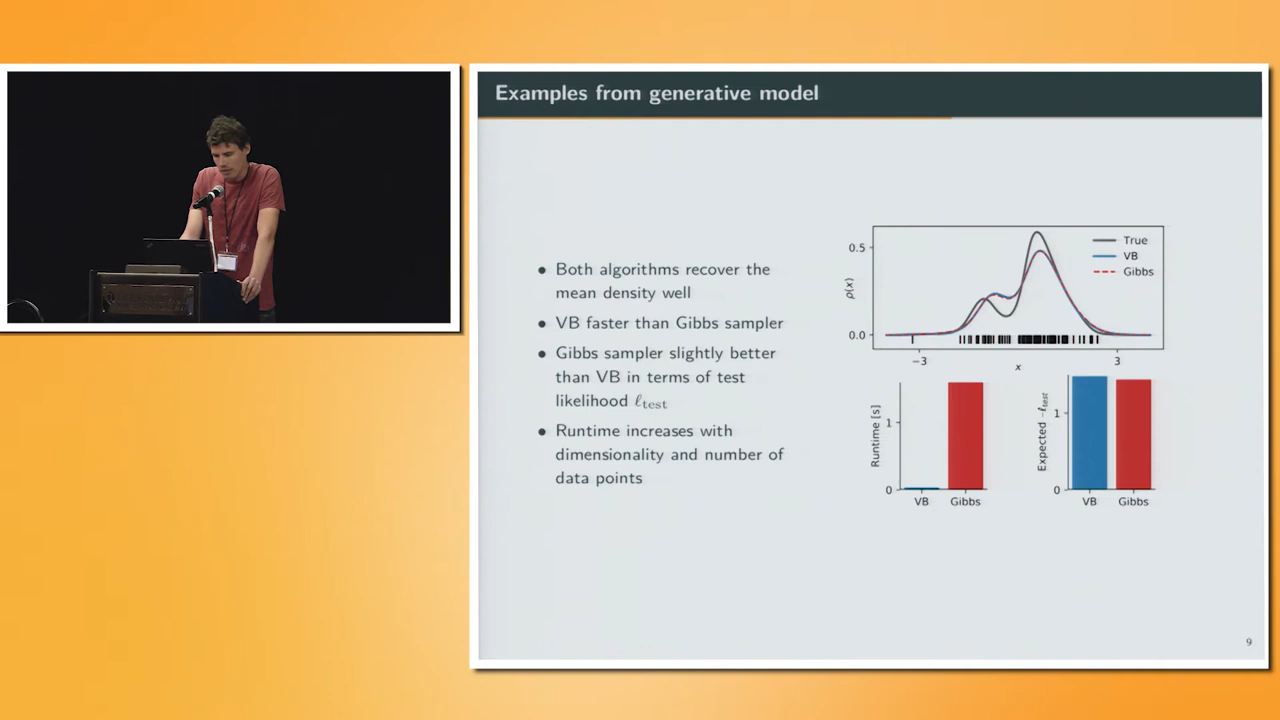 Examples from generative model
● Both algorithms recover the
mean density well
● VB faster than Gibbs sampler
● Gibbs sampler slightly better
than VB in terms of test
likelihood ℓtest
● Runtime increases with
dimensionality and number of
data points
True
VB
Gibbs
0.5
0.0
ρ(x)
−3
3
x
Runtime [s]
1
0
VB
Gibbs
Expected −ℓtest
1
0
VB
Gibbs
9